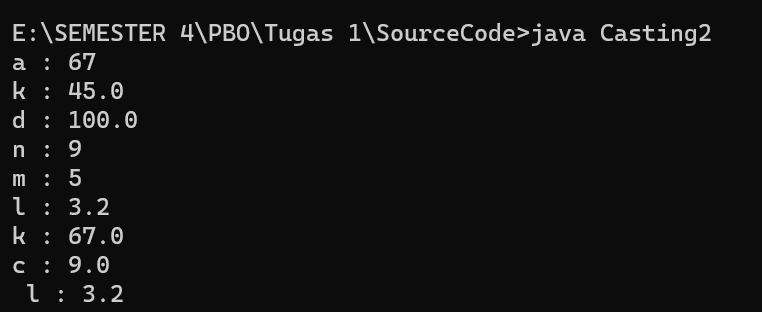 E:\SEMESTER 4\PBO\Tugas 1\SourceCode>java Casting2
a : 67
k : 45.0
d : 100.0
n : 9
m : 5
l : 3.2
k : 67.0
c : 9.0
 l : 3.2